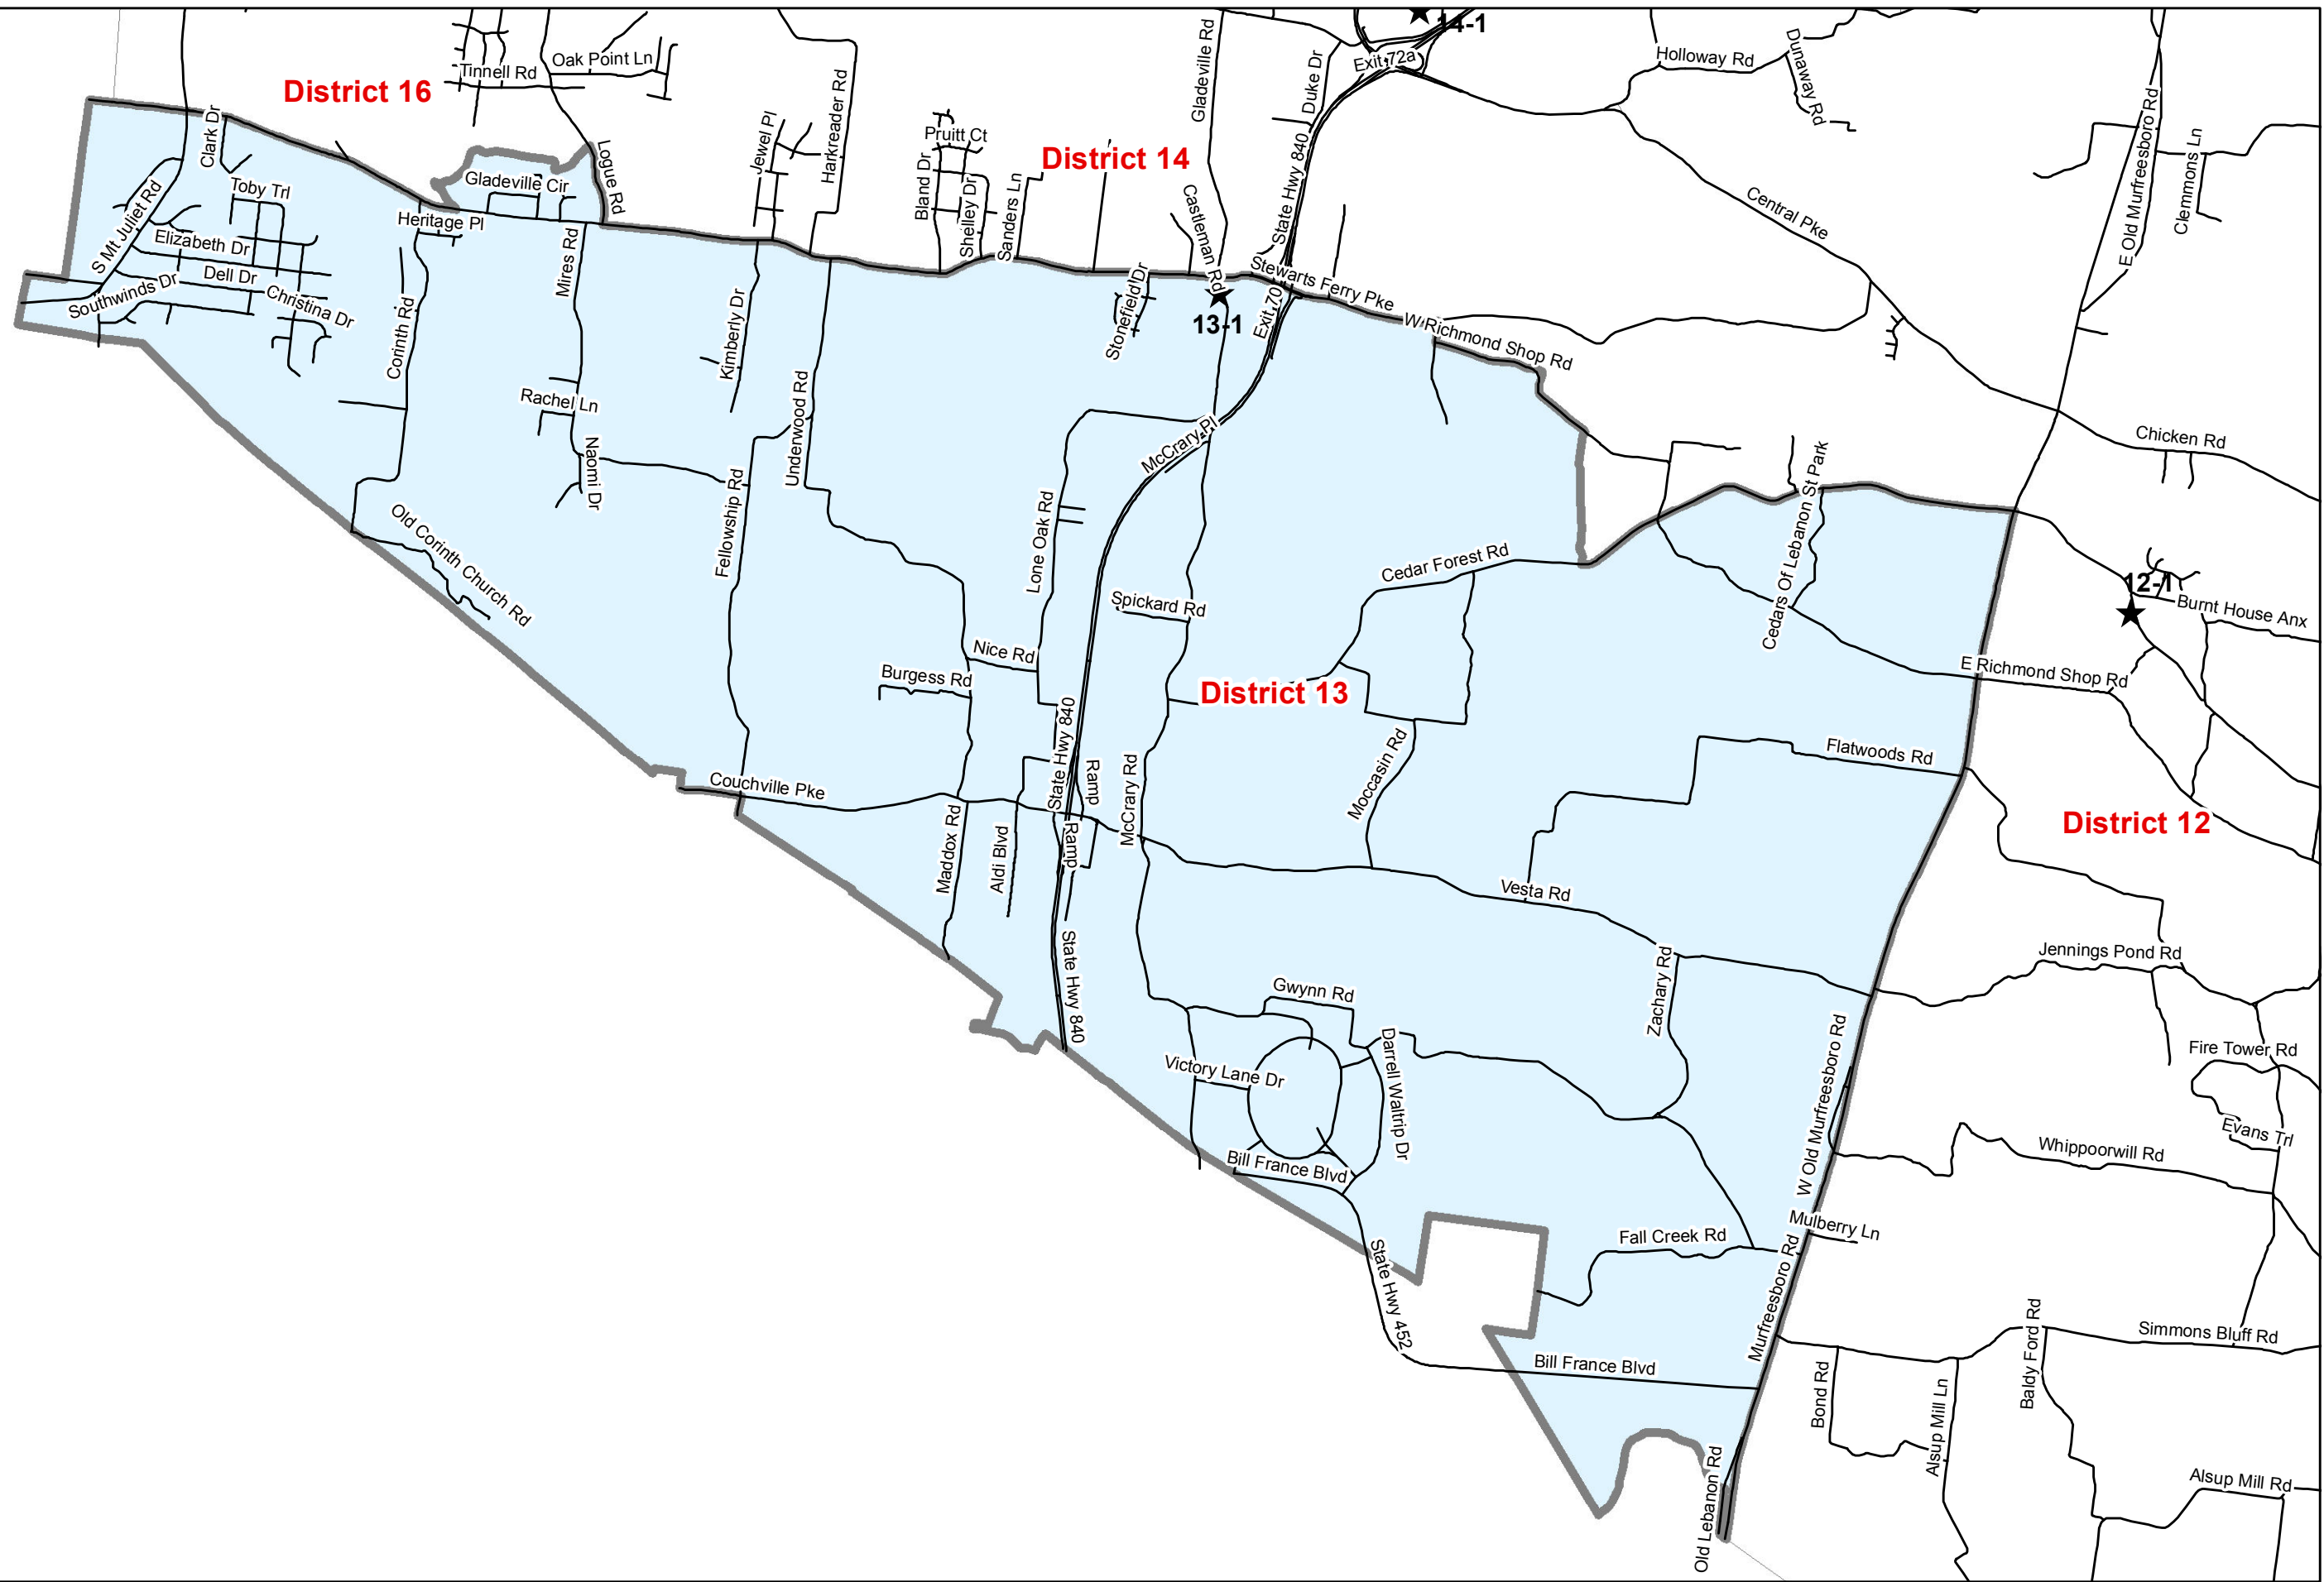 14-1
Gladeville Rd
Duke Dr
Exit 72a
Holloway Rd
Dunaway Rd
Oak Point Ln
Tinnell Rd
District 16
Clark Dr
Logue Rd
Jewel Pl
Harkreader Rd
Pruitt Ct
Bland Dr
Shelley Dr
Sanders Ln
District 14
Castleman Rd
State Hwy 840
E Old Murfreesboro Rd
Clemmons Ln
Central Pke
S Mt Juliet Rd
Toby Trl
Gladeville Cir
Heritage Pl
Elizabeth Dr
Dell Dr
Southwinds Dr
Christina Dr
Corinth Rd
Mires Rd
Kimberly Dr
Stonefield Dr
13-1
Exit 70
Stewarts Ferry Pke
W Richmond Shop Rd
Rachel Ln
Naomi Dr
Underwood Rd
McCrary Pl
Chicken Rd
Old Corinth Church Rd
Fellowship Rd
Lone Oak Rd
Cedars Of Lebanon St Park
Cedar Forest Rd
Spickard Rd
12-1
Burnt House Anx
Nice Rd
Burgess Rd
District 13
E Richmond Shop Rd
State Hwy 840
Ramp
McCrary Rd
Moccasin Rd
Flatwoods Rd
Couchville Pke
District 12
Maddox Rd
Aldi Blvd
Ramp
Vesta Rd
State Hwy 840
Zachary Rd
Jennings Pond Rd
Gwynn Rd
Darrell Waltrip Dr
W Old Murfreesboro Rd
Fire Tower Rd
Victory Lane Dr
Evans Trl
Whippoorwill Rd
Bill France Blvd
Mulberry Ln
Fall Creek Rd
State Hwy 452
Murfreesboro Rd
Baldy Ford Rd
Simmons Bluff Rd
Bill France Blvd
Bond Rd
Alsup Mill Ln
Alsup Mill Rd
Old Lebanon Rd